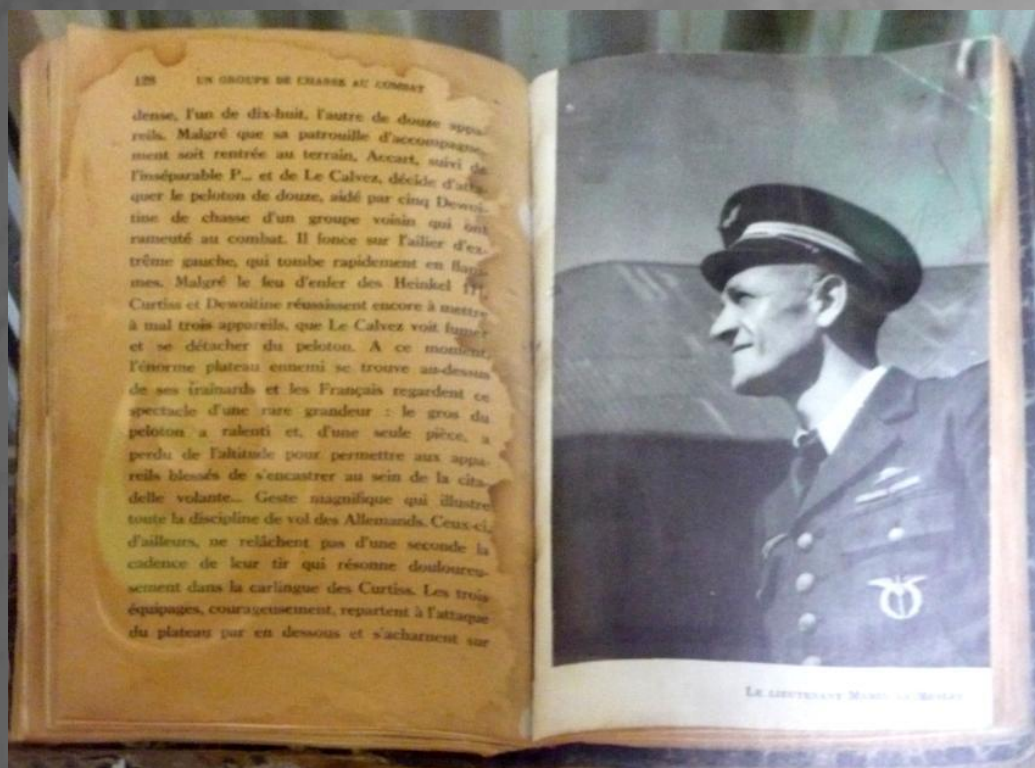 128 UN GROUPE DE CHASSE AU COMBAT
dense, l'un de dix-huit, l'autre de douze appa-
reils. Malgré que sa patrouille d'accompagne-
ment soit rentrée au terrain, Accart, suivi de
l'inséparable P... et de Le Calvez, décide d'atta-
quer le peloton de douze, aidé par cinq Dewoi-
tine de chasse d'un groupe voisin qui ont
rameuté au combat. Il fonce sur l'ailier d'ex-
trême gauche, qui tombe rapidement en flam-
mes. Malgré le feu d'enfer des Heinkel
Curtiss et Dewoitine réussissent encore à mettre
à mal trois appareils, que Le Calvez voit fumer
et se détacher du peloton. A ce moment,
l'énorme plateau ennemi se trouve au-dessus
de ses traînards et les Français regardent ce
spectacle d'une rare grandeur : le gros du
peloton a ralenti et, d'une seule pièce, a
perdu de l'altitude pour permettre aux appa-
reils blessés de s'encastrer au sein de la cita-
delle volante... Geste magnifique qui illustre
toute la discipline de vol des Allemands. Ceux-ci,
d'ailleurs, ne relâchent pas d'une seconde la
cadence de leur tir qui résonne douloureu-
sement dans la carlingue des Curtiss. Les trois
équipages, courageusement, repartent à l'attaque
du plateau par en dessous et s'acharnent sur
LE LIEUTENANT